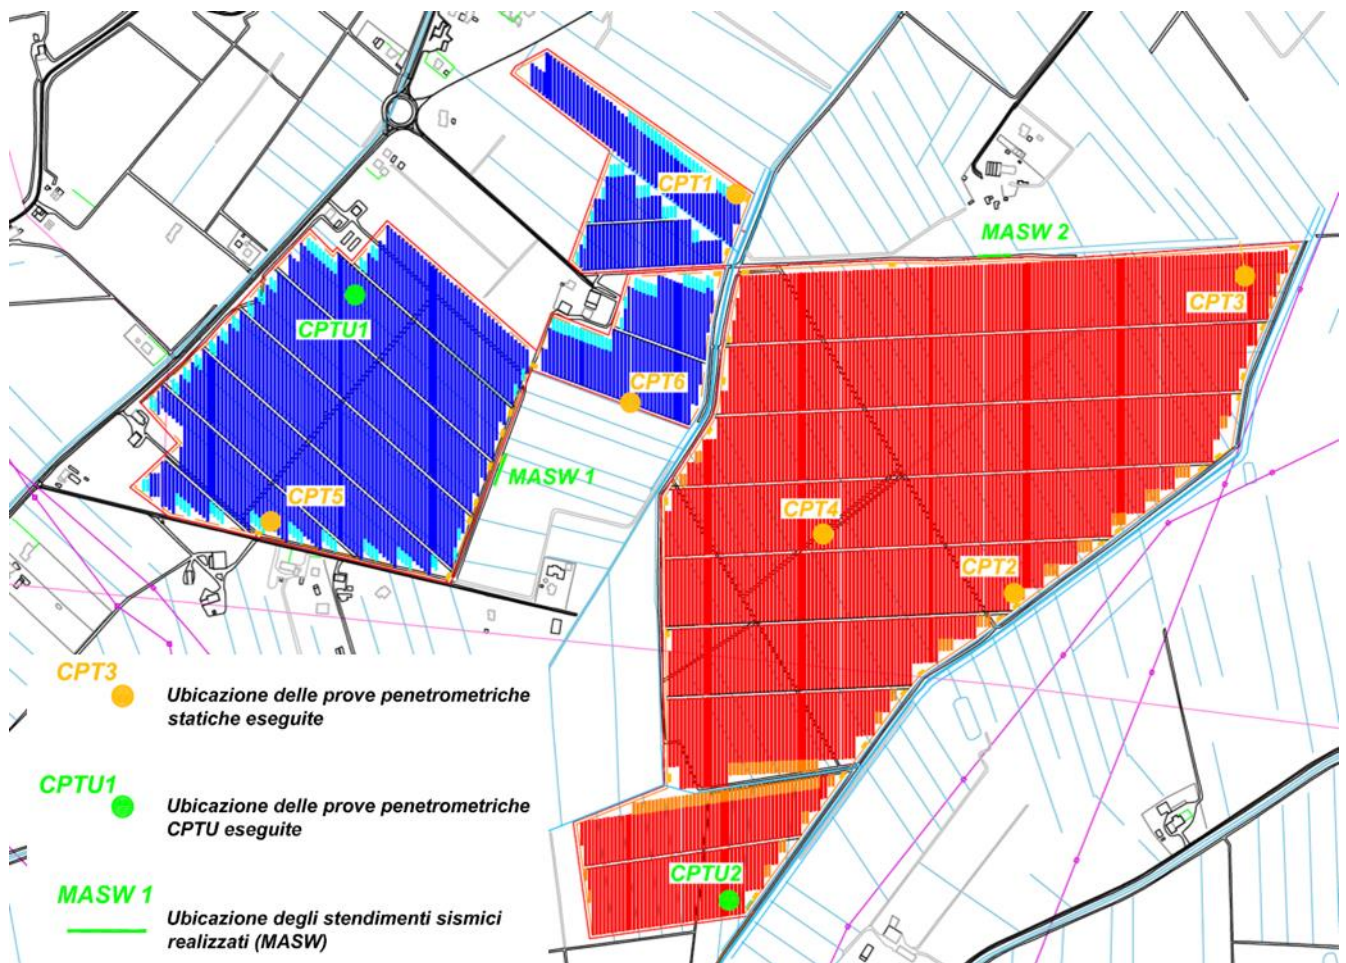 CPT1
MASW 2
CPT3
CPTU1
CPT6
MASW 1
CPT5
CPT4
CPT2
CPTU2
CPT3
Ubicazione delle prove penetrometriche
statiche eseguite
CPTU1
Ubicazione delle prove penetrometriche
CPTU eseguite
MASW 1
Ubicazione degli stendimenti sismici
realizzati (MASW)